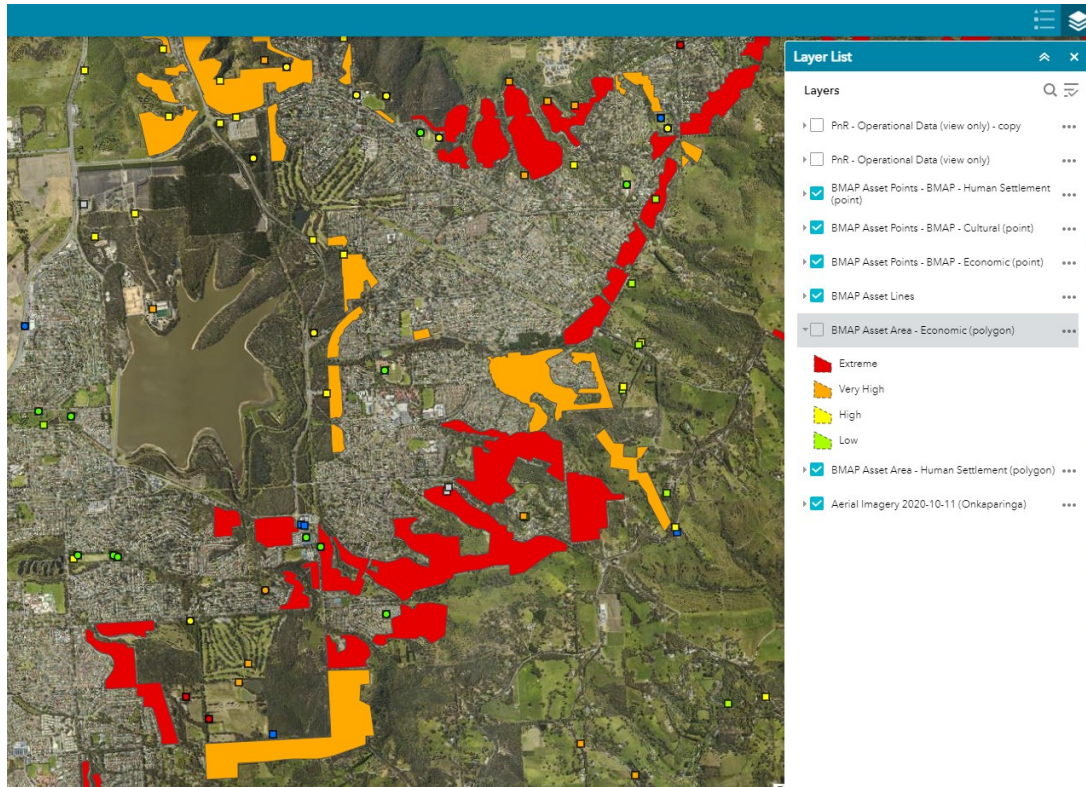 Layer List
Layers
PnR - Operational Data (view only) - copy
PnR - Operational Data (view only)
BMAP Asset Points - BMAP - Human Settlement
(point)
BMAP Asset Points - BMAP - Cultural (point)
BMAP Asset Points - BMAP - Economic (point)
BMAP Asset Lines
BMAP Asset Area - Economic (polygon)
Extreme
Very High
High
Low
BMAP Asset Area - Human Settlement (polygon)
Aerial Imagery 2020-10-11 (Onkaparinga)